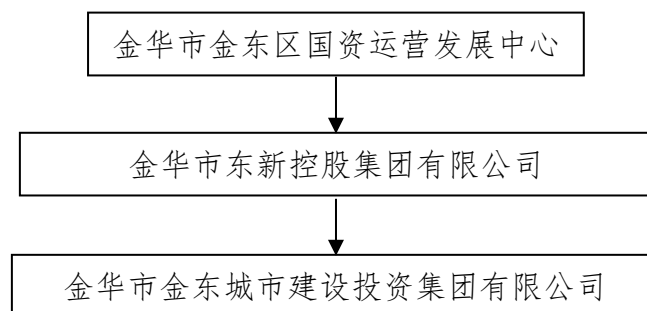 金华市金东区国资运营发展中心
金华市东新控股集团有限公司
金华市金东城市建设投资集团有限公司